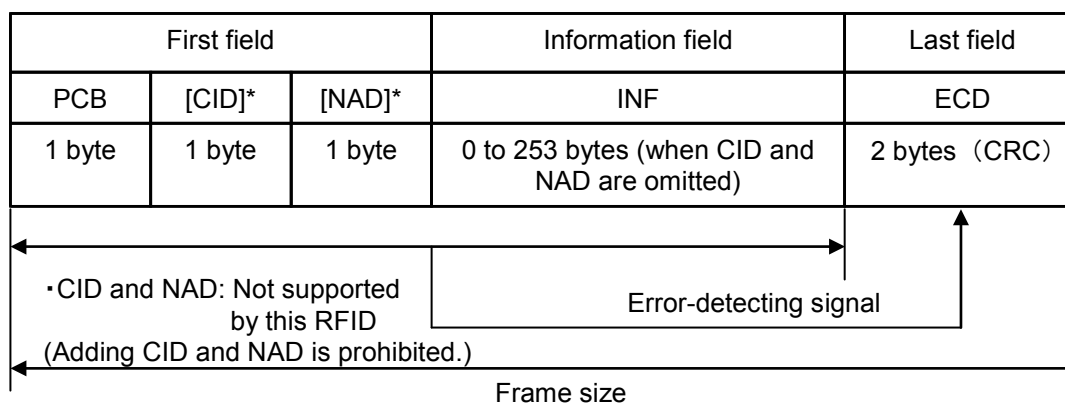 First field Information field Last field
PCB [CID]* [NAD]* INF ECD
1 byte 1 byte 1 byte 0 to 253 bytes (when CID and NAD are omitted) 2 bytes（CRC）
・CID and NAD: Not supported
by this RFID
(Adding CID and NAD is prohibited.)
Error-detecting signal
Frame size